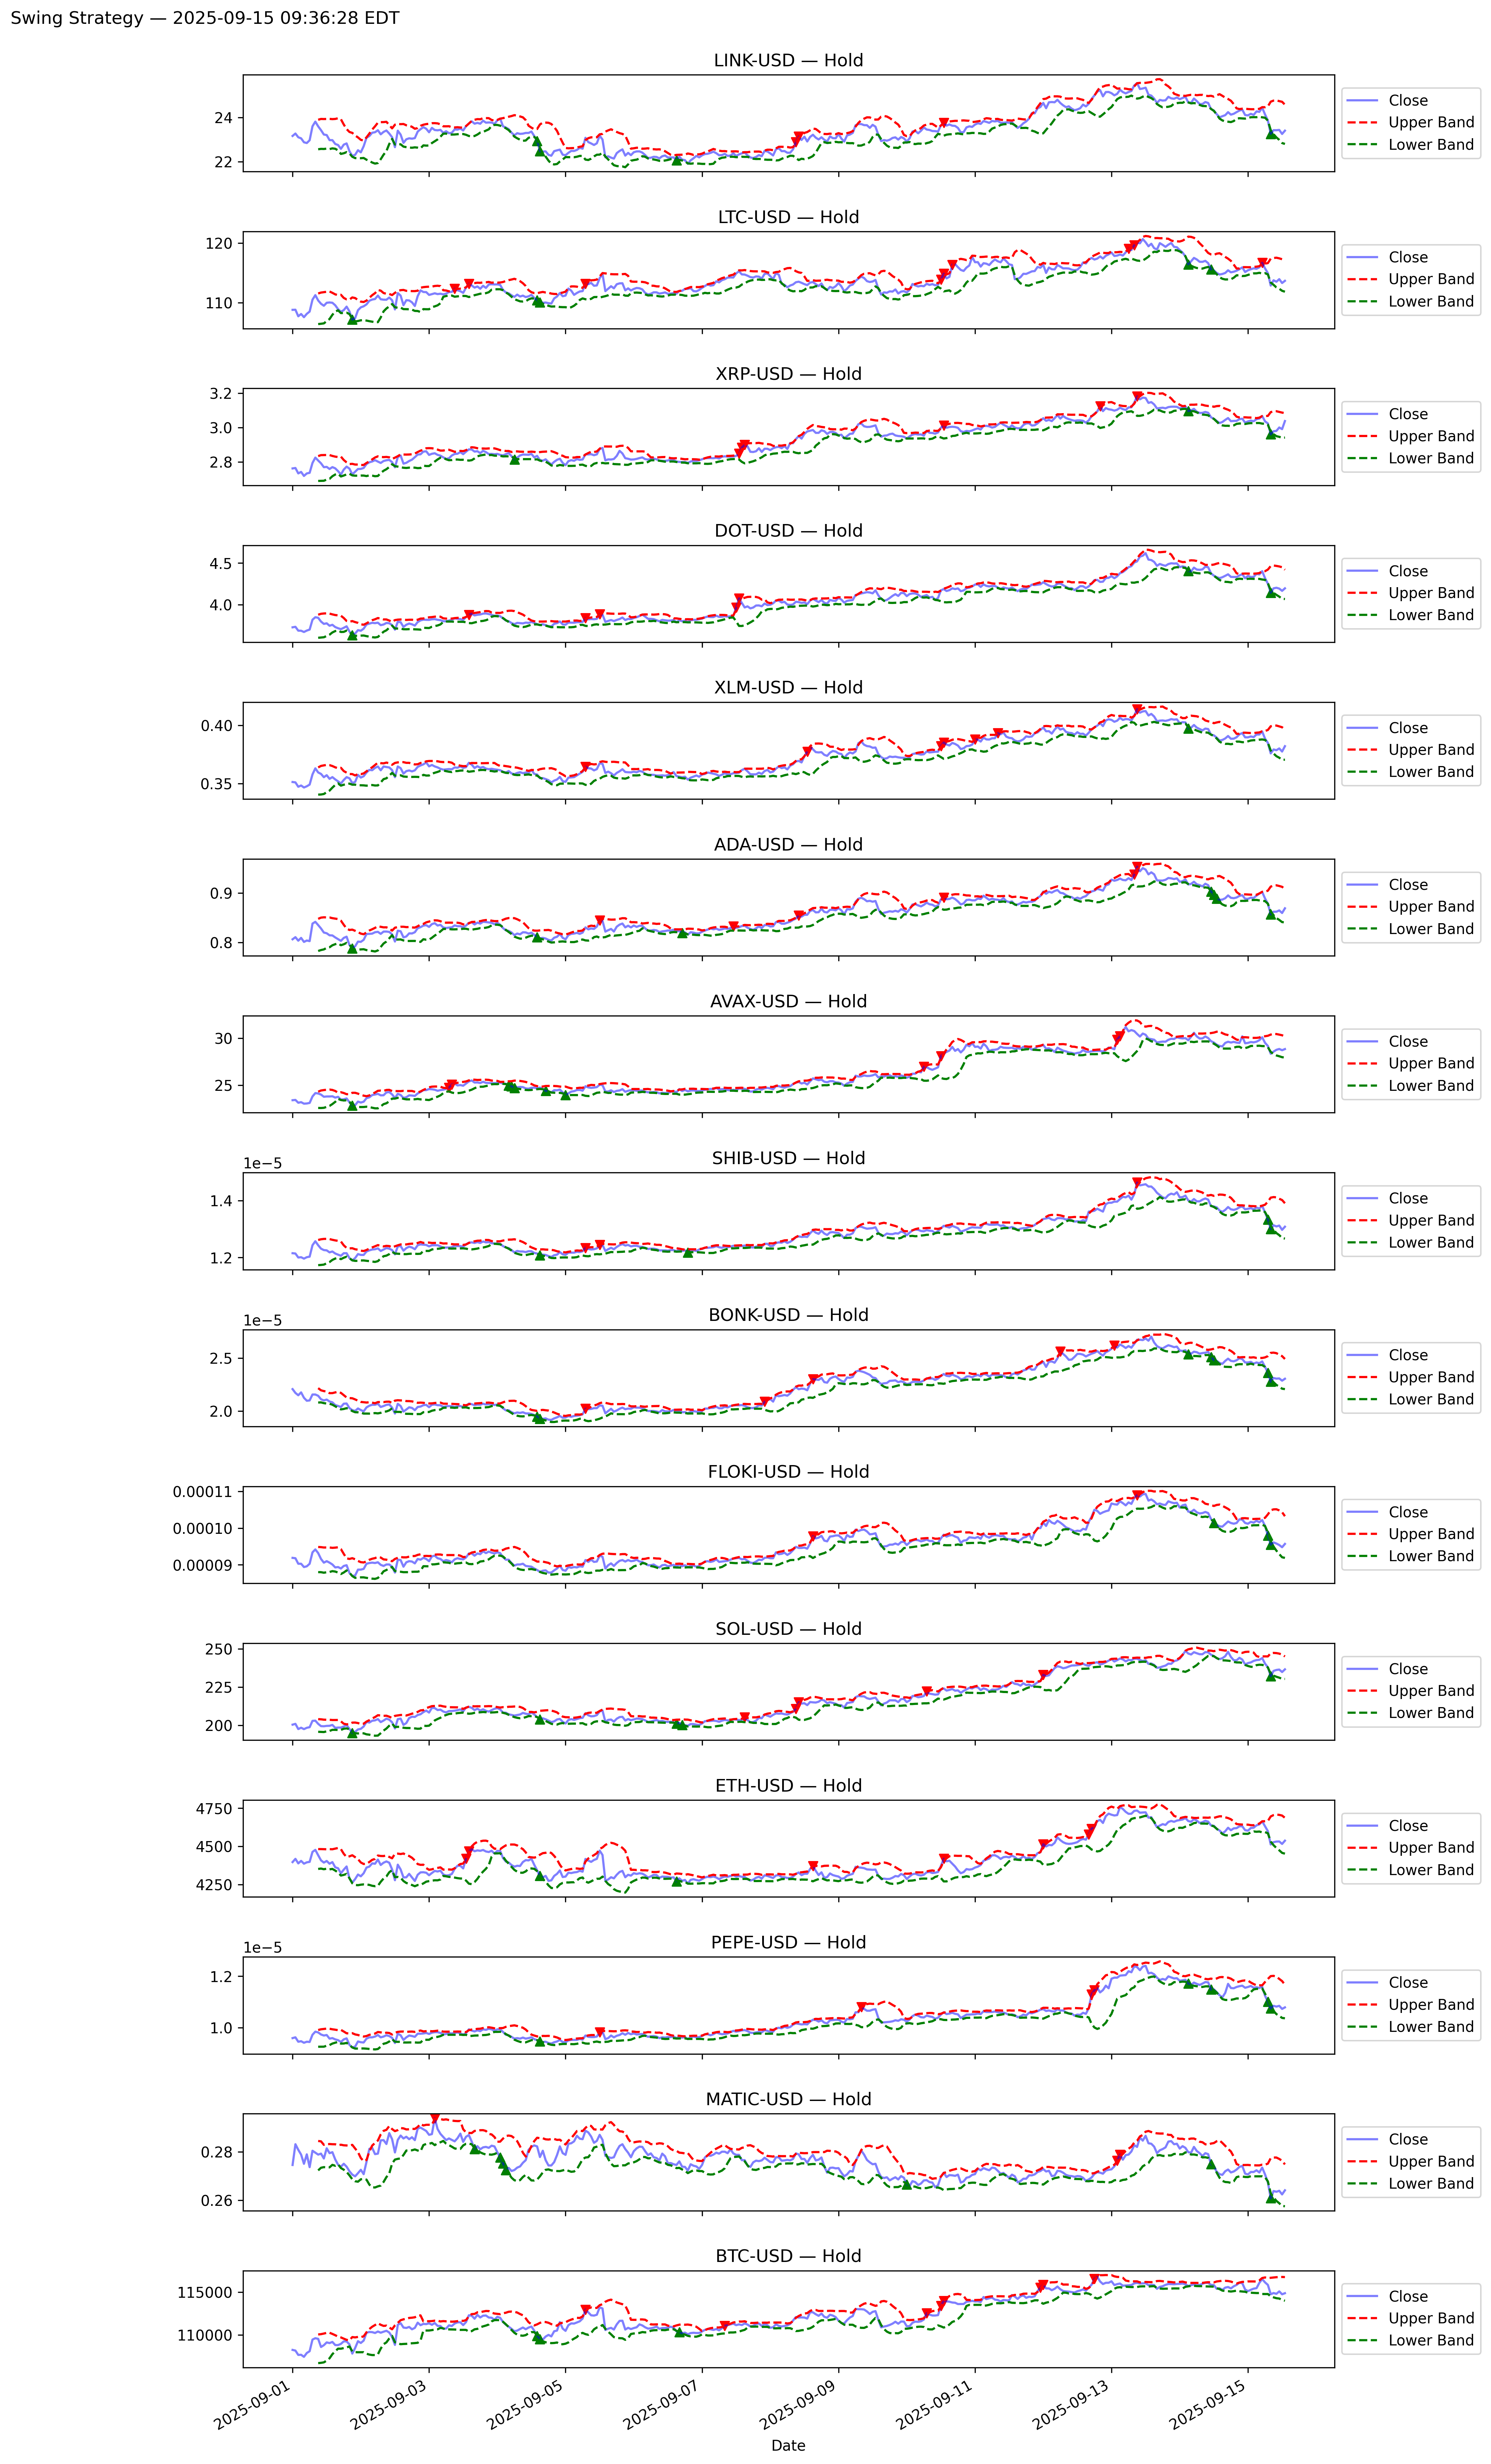 Swing Strategy — 2025-09-15 09:36:28 EDT
LINK-USD — Hold
24
22
Close
Upper Band
Lower Band
LTC-USD — Hold
120
110
Close
Upper Band
Lower Band
XRP-USD — Hold
3.2
3.0
2.8
Close
Upper Band
Lower Band
DOT-USD — Hold
4.5
4.0
Close
Upper Band
Lower Band
XLM-USD — Hold
0.40
0.35
Close
Upper Band
Lower Band
ADA-USD — Hold
0.9
0.8
Close
Upper Band
Lower Band
AVAX-USD — Hold
30
25
Close
Upper Band
Lower Band
SHIB-USD — Hold
1e−5
1.4
1.2
Close
Upper Band
Lower Band
BONK-USD — Hold
1e−5
2.5
2.0
Close
Upper Band
Lower Band
FLOKI-USD — Hold
0.00011
0.00010
0.00009
Close
Upper Band
Lower Band
SOL-USD — Hold
250
225
200
Close
Upper Band
Lower Band
ETH-USD — Hold
4750
4500
4250
Close
Upper Band
Lower Band
PEPE-USD — Hold
1e−5
1.2
1.0
Close
Upper Band
Lower Band
MATIC-USD — Hold
0.28
0.26
Close
Upper Band
Lower Band
BTC-USD — Hold
115000
110000
Close
Upper Band
Lower Band
2025-09-01
2025-09-03
2025-09-05
2025-09-07
2025-09-09
2025-09-11
2025-09-13
2025-09-15
Date